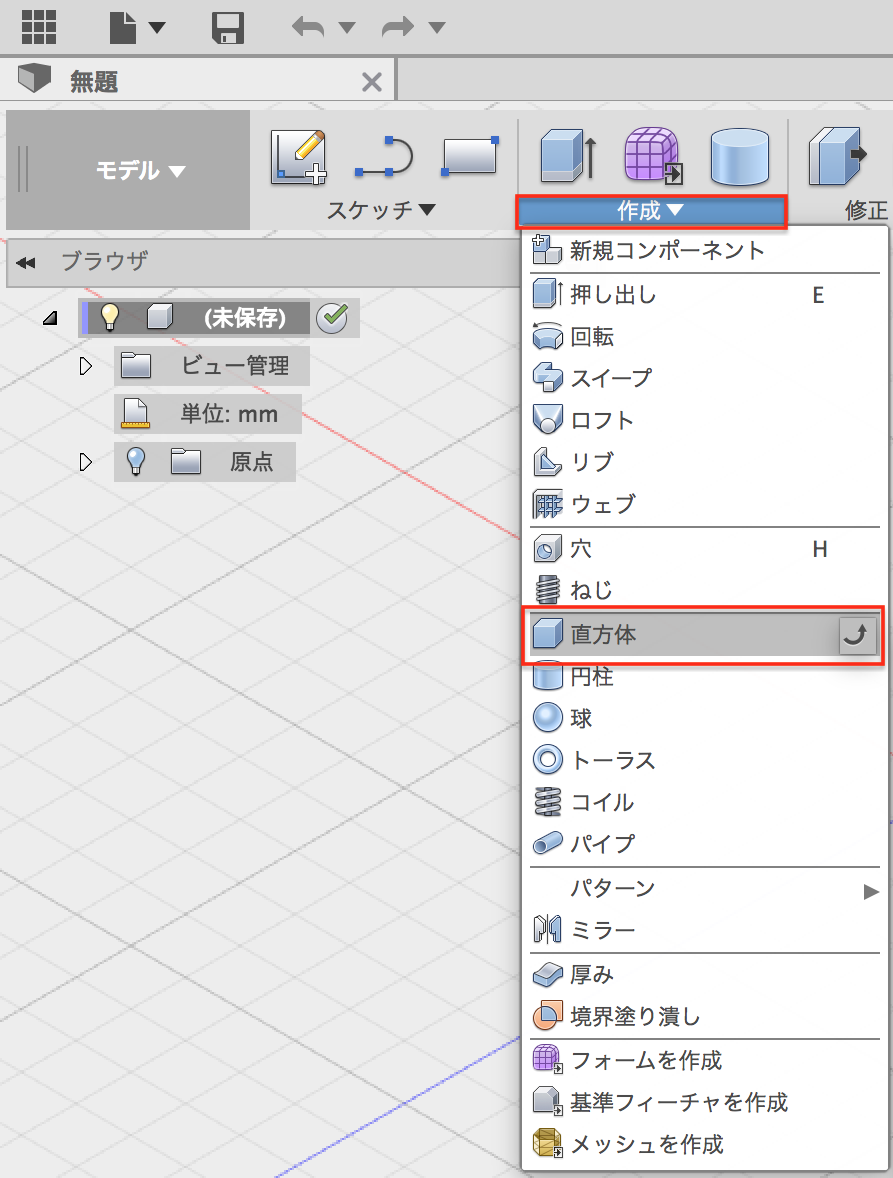 無題
モデル
スケッチ
作成
修正
ブラウザ
(未保存)
ビュー管理
単位: mm
原点
新規コンポーネント
押し出し E
回転
スイープ
ロフト
リブ
ウェブ
穴 H
ねじ
直方体
円柱
球
トーラス
コイル
パイプ
パターン
ミラー
厚み
境界塗り潰し
フォームを作成
基準フィーチャを作成
メッシュを作成